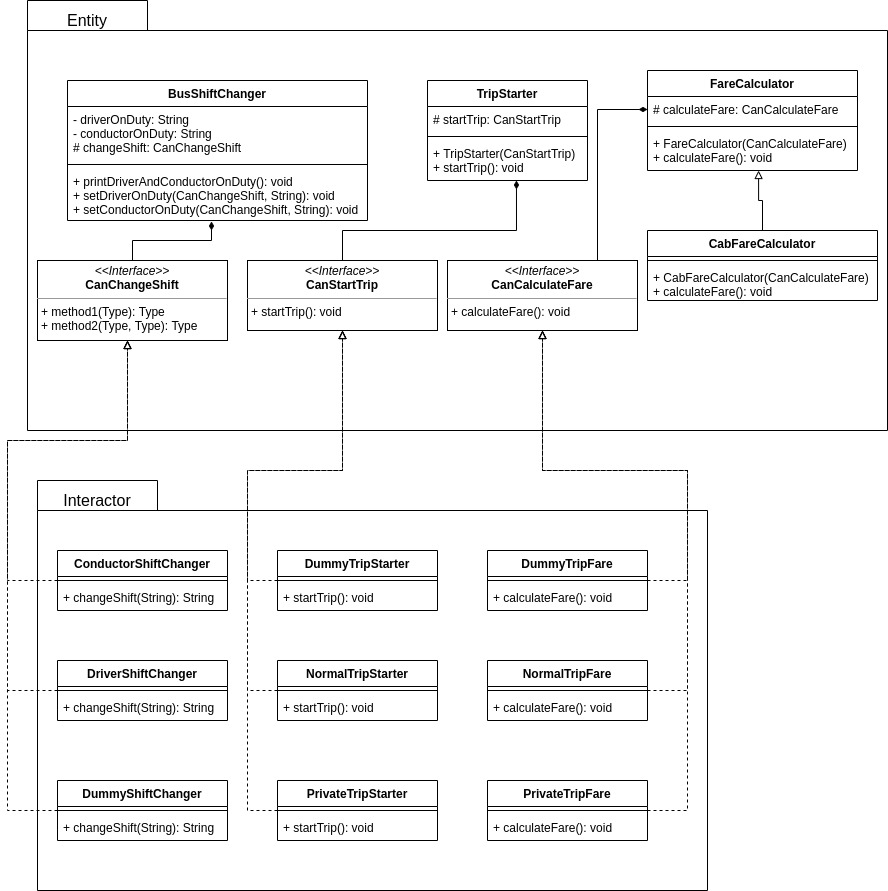 Entity
BusShiftChanger
- driverOnDuty: String
- conductorOnDuty: String
# changeShift: CanChangeShift
+ printDriverAndConductorOnDuty(): void
+ setDriverOnDuty(CanChangeShift, String): void
+ setConductorOnDuty(CanChangeShift, String): void
TripStarter
# startTrip: CanStartTrip
+ TripStarter(CanStartTrip)
+ startTrip(): void
FareCalculator
# calculateFare: CanCalculateFare
+ FareCalculator(CanCalculateFare)
+ calculateFare(): void
CabFareCalculator
+ CabFareCalculator(CanCalculateFare)
+ calculateFare(): void
<<Interface>>
CanChangeShift
+ method1(Type): Type
+ method2(Type, Type): Type
<<Interface>>
CanStartTrip
+ startTrip(): void
<<Interface>>
CanCalculateFare
+ calculateFare(): void
Interactor
ConductorShiftChanger
+ changeShift(String): String
DummyTripStarter
+ startTrip(): void
DummyTripFare
+ calculateFare(): void
DriverShiftChanger
+ changeShift(String): String
NormalTripStarter
+ startTrip(): void
NormalTripFare
+ calculateFare(): void
DummyShiftChanger
+ changeShift(String): String
PrivateTripStarter
+ startTrip(): void
PrivateTripFare
+ calculateFare(): void